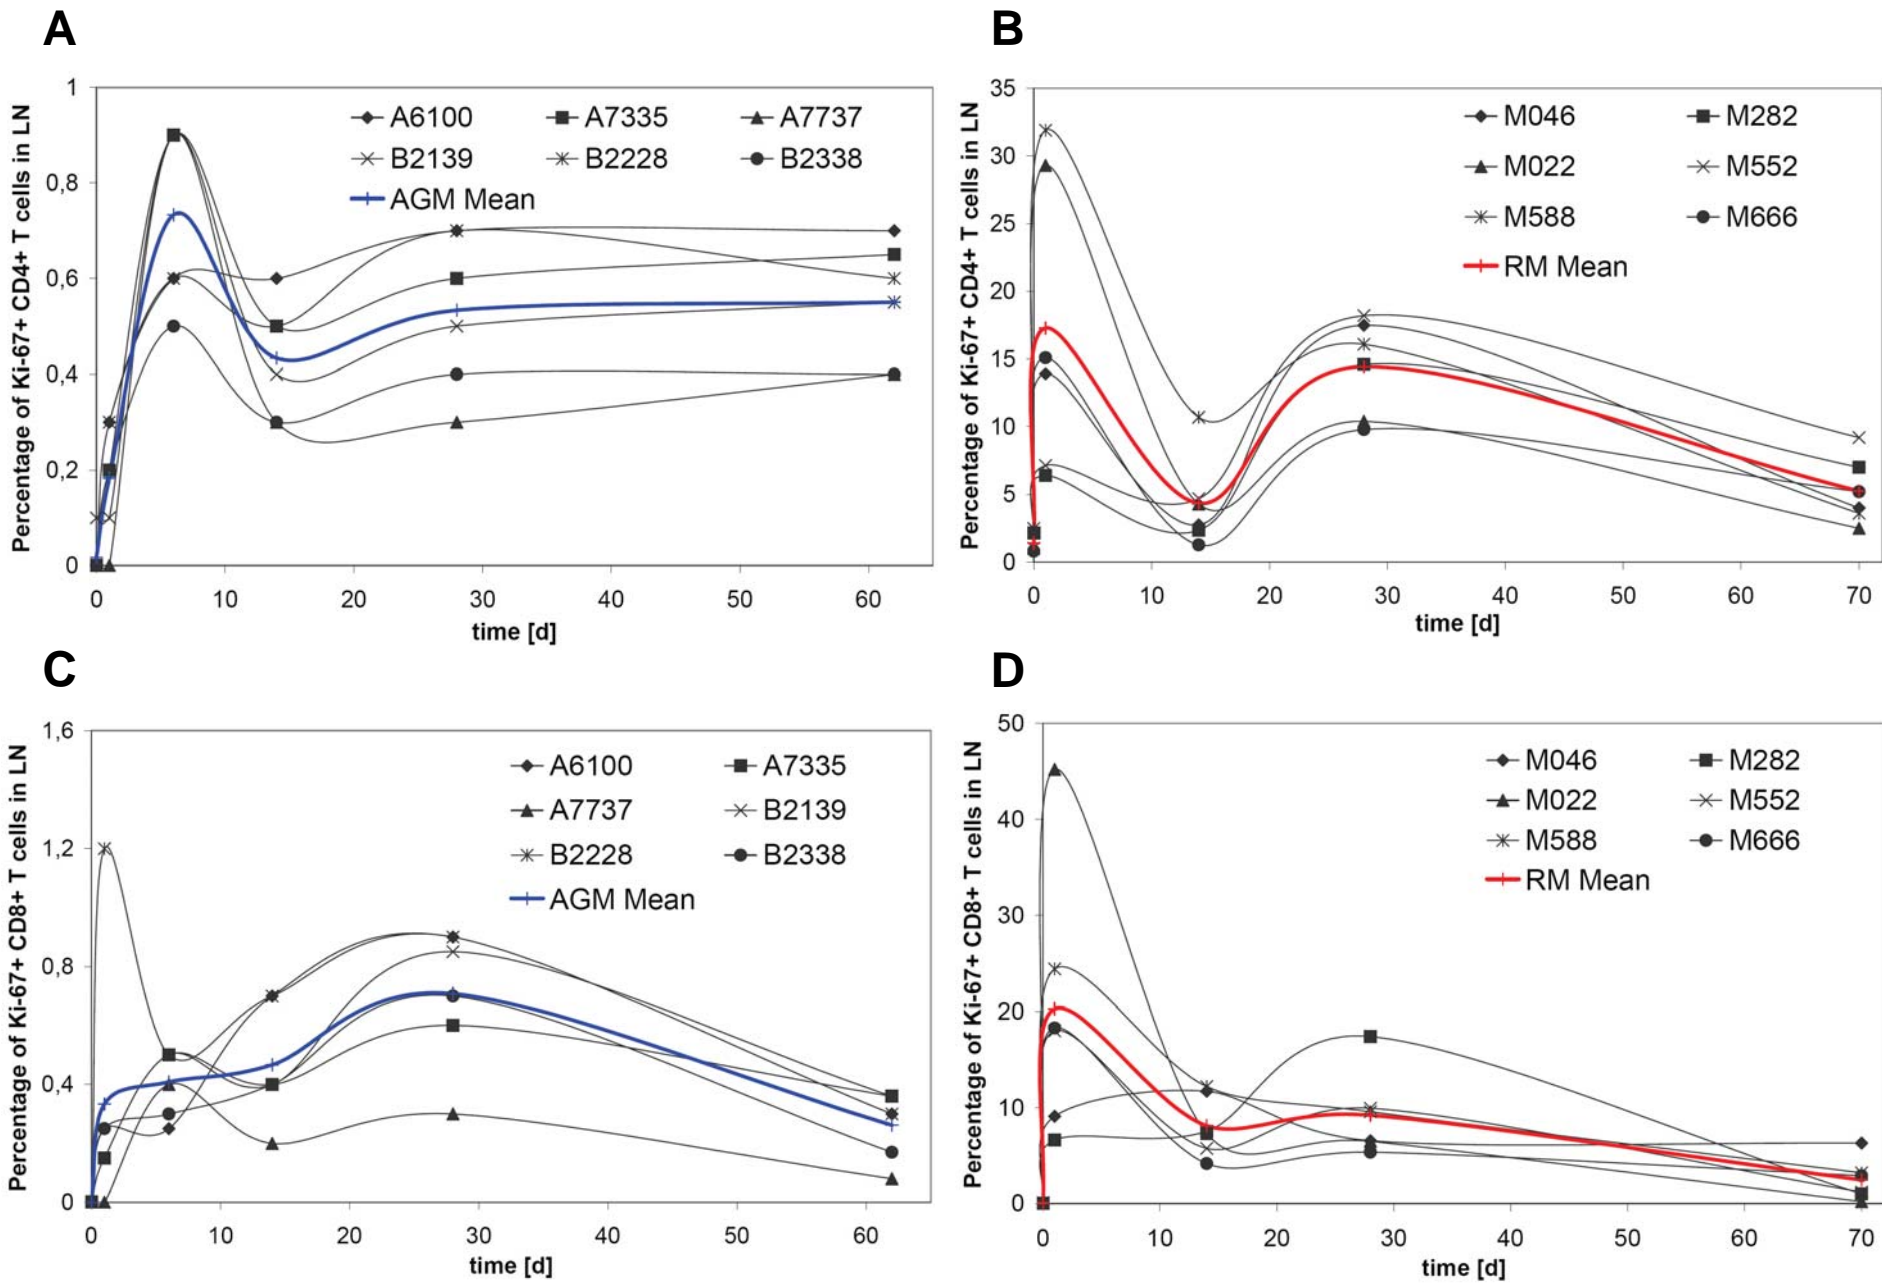 A
Percentage of Ki-67+ CD4+ T cells in LN
1
0,8
0,6
0,4
0,2
0
A6100 A7335 A7737
B2139 B2228 B2338
AGM Mean
0 10 20 30 40 50 60
time [d]
B
Percentage of Ki-67+ CD4+ T cells in LN
35
30
25
20
15
10
5
0
M046 M282
M022 M552
M588 M666
RM Mean
0 10 20 30 40 50 60 70
time [d]
C
Percentage of Ki-67+ CD8+ T cells in LN
1,6
1,2
0,8
0,4
0
A6100 A7335
A7737 B2139
B2228 B2338
AGM Mean
0 10 20 30 40 50 60
time [d]
D
Percentage of Ki-67+ CD8+ T cells in LN
50
40
30
20
10
0
M046 M282
M022 M552
M588 M666
RM Mean
0 10 20 30 40 50 60 70
time [d]